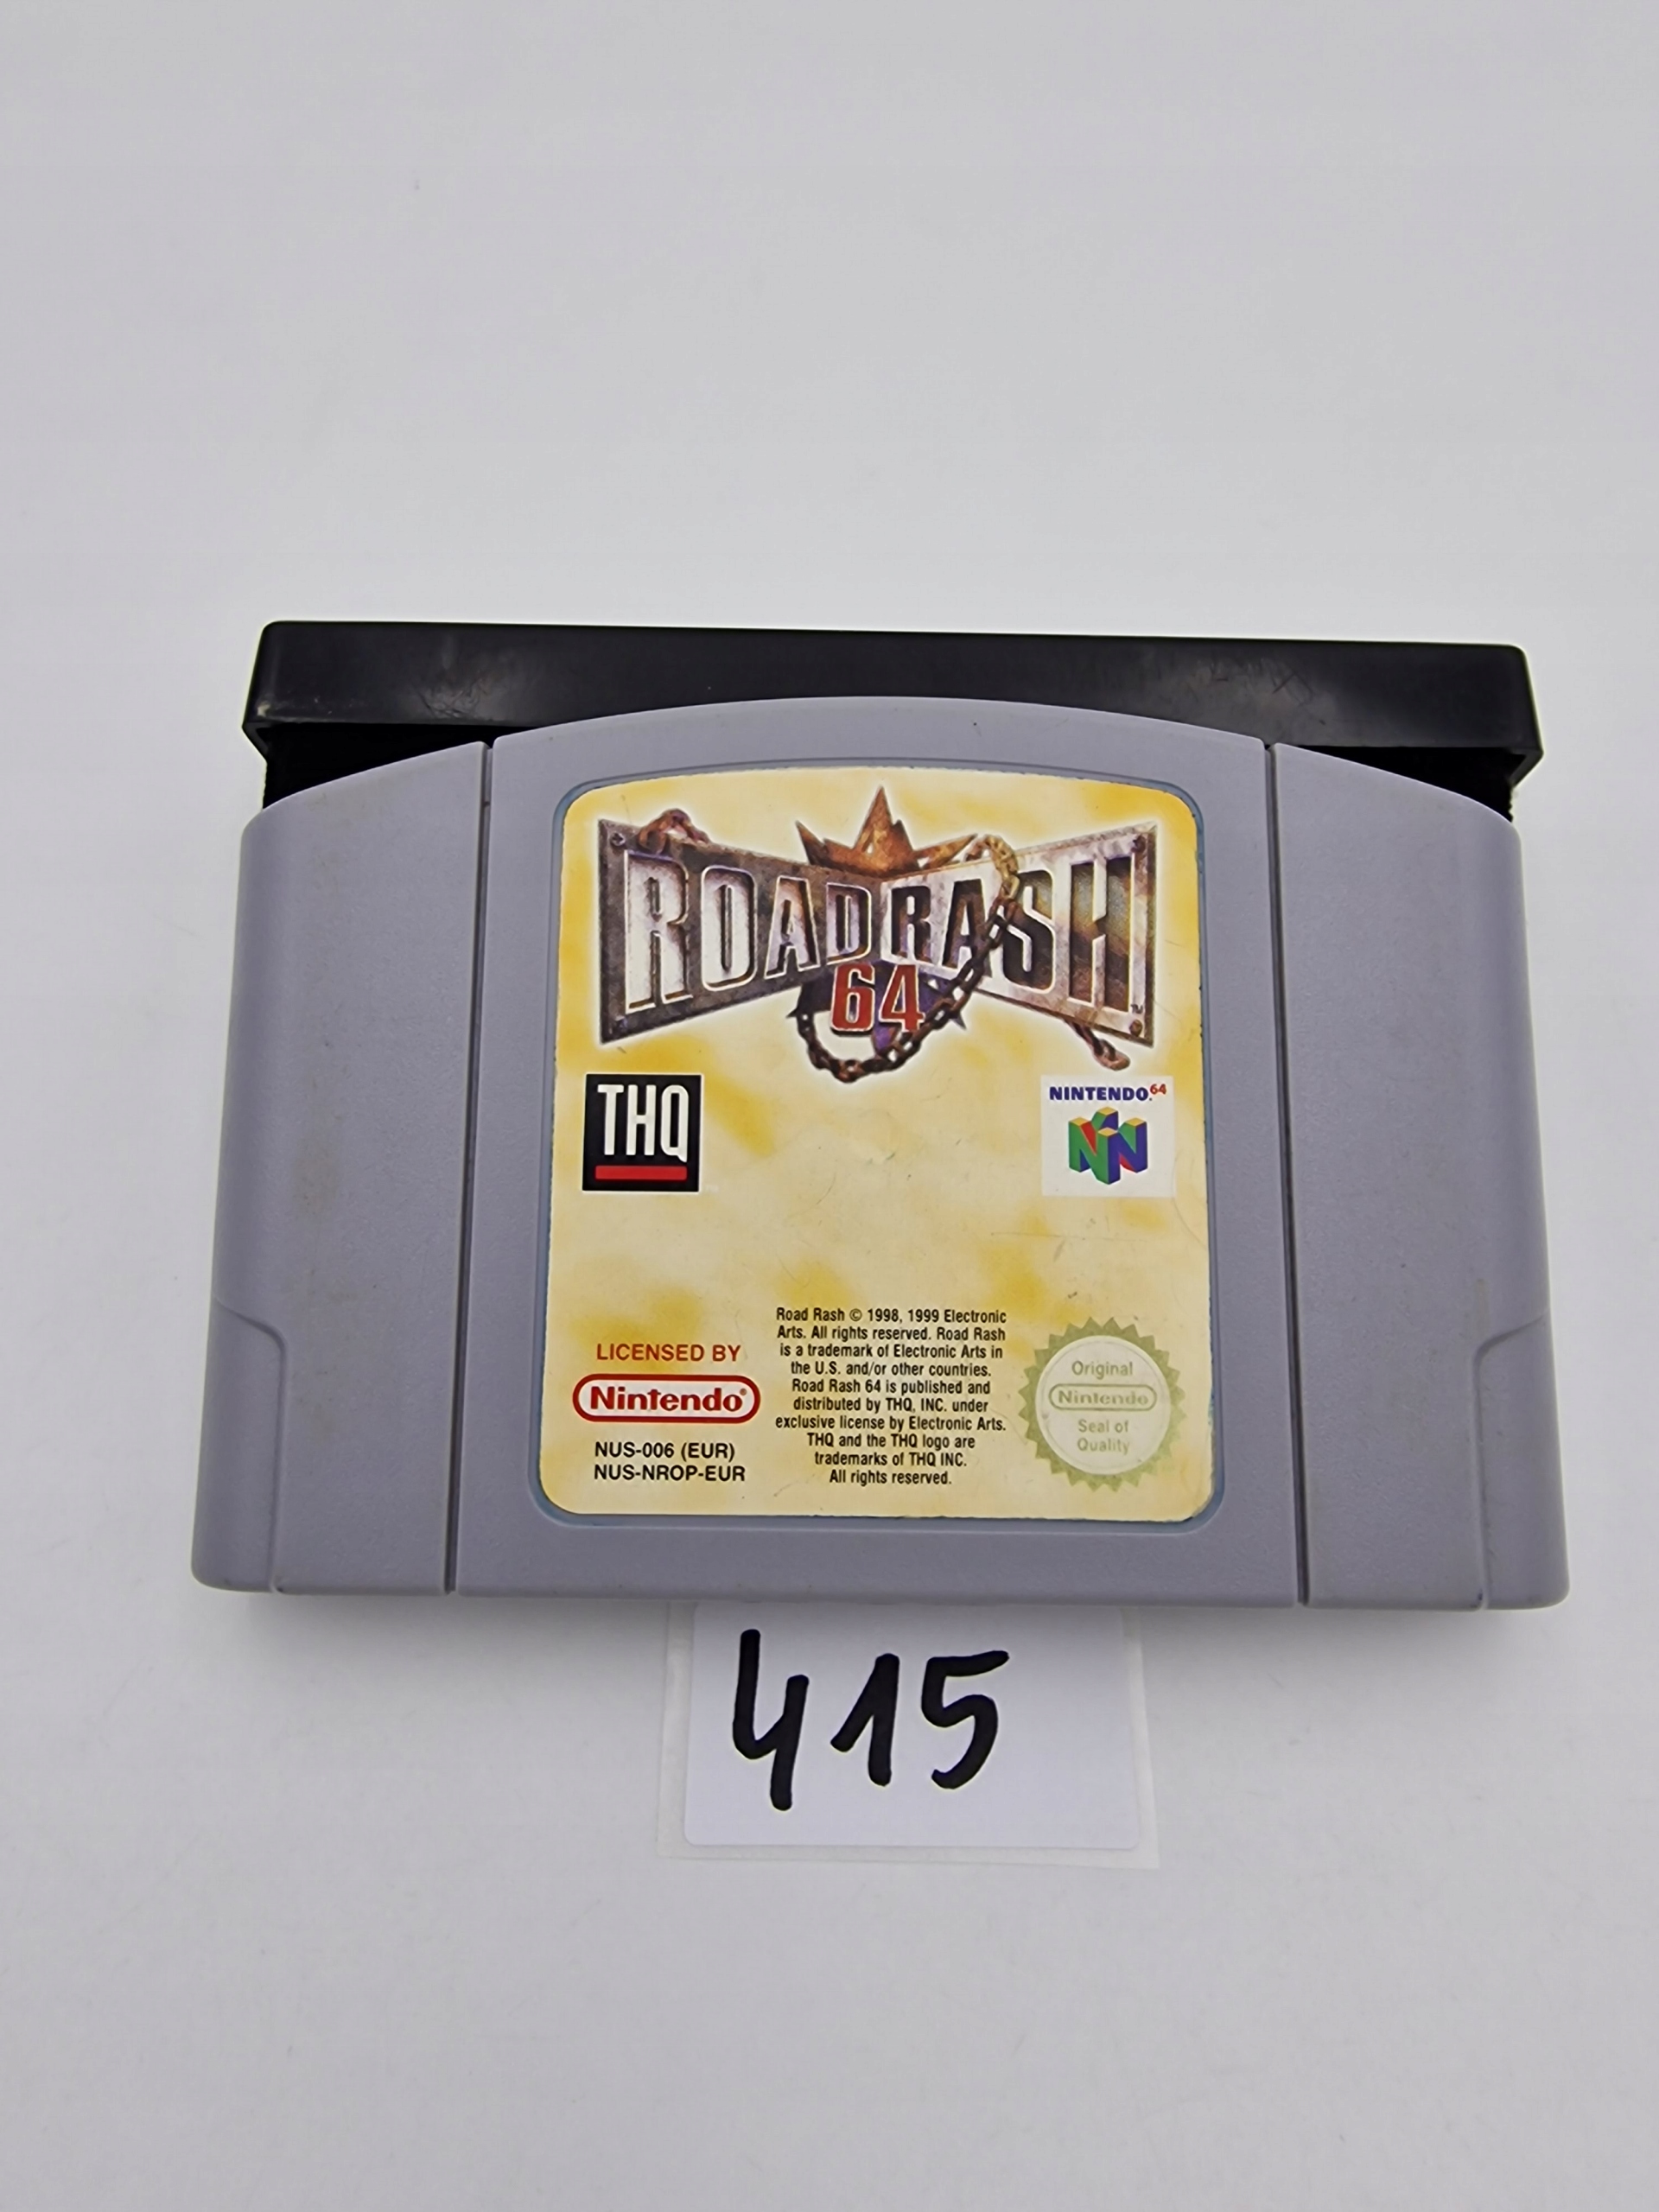 ROAD RASH
64
THQ
NINTENDO 64
Road Rash © 1998, 1999 Electronic
Arts. All rights reserved. Road Rash
is a trademark of Electronic Arts in
the U.S. and/or other countries.
Road Rash 64 is published and
distributed by THQ, INC. under
exclusive license by Electronic Arts.
THQ and the THQ logo are
trademarks of THQ INC.
All rights reserved.
LICENSED BY
Nintendo®
NUS-006 (EUR)
NUS-NROP-EUR
Original
Nintendo
Seal of
Quality
415